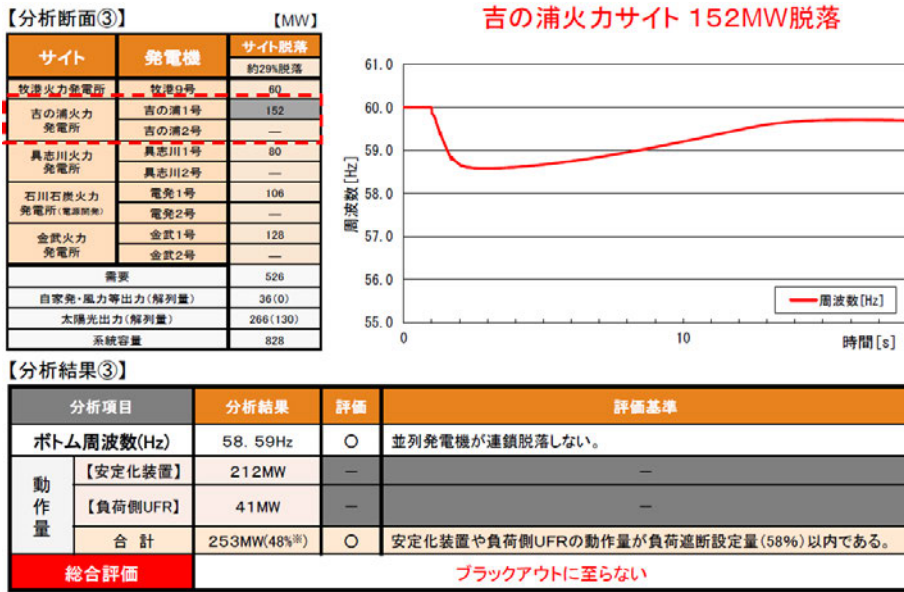 【分析断面③】 【MW】
サイト 発電機 サイト脱落
約29%脱落
牧港火力発電所 牧港9号 60
吉の浦火力発電所 吉の浦1号 152
吉の浦2号 —
具志川火力発電所 具志川1号 80
具志川2号 —
石川石炭火力発電所(電源開発) 電発1号 106
電発2号 —
金武火力発電所 金武1号 128
金武2号 —
需要 526
自家発・風力等出力(解列量) 36(0)
太陽光出力(解列量) 266(130)
系統容量 828
吉の浦火力サイト 152MW脱落
周波数[Hz]
61.0
60.0
59.0
58.0
57.0
56.0
55.0
周波数[Hz]
0 10 時間[s]
【分析結果③】
分析項目 分析結果 評価 評価基準
ボトム周波数(Hz) 58.59Hz ○ 並列発電機が連鎖脱落しない。
動作量 【安定化装置】 212MW － －
【負荷側UFR】 41MW － －
合計 253MW(48%※) ○ 安定化装置や負荷側UFRの動作量が負荷遮断設定量(58%)以内である。
総合評価 ブラックアウトに至らない